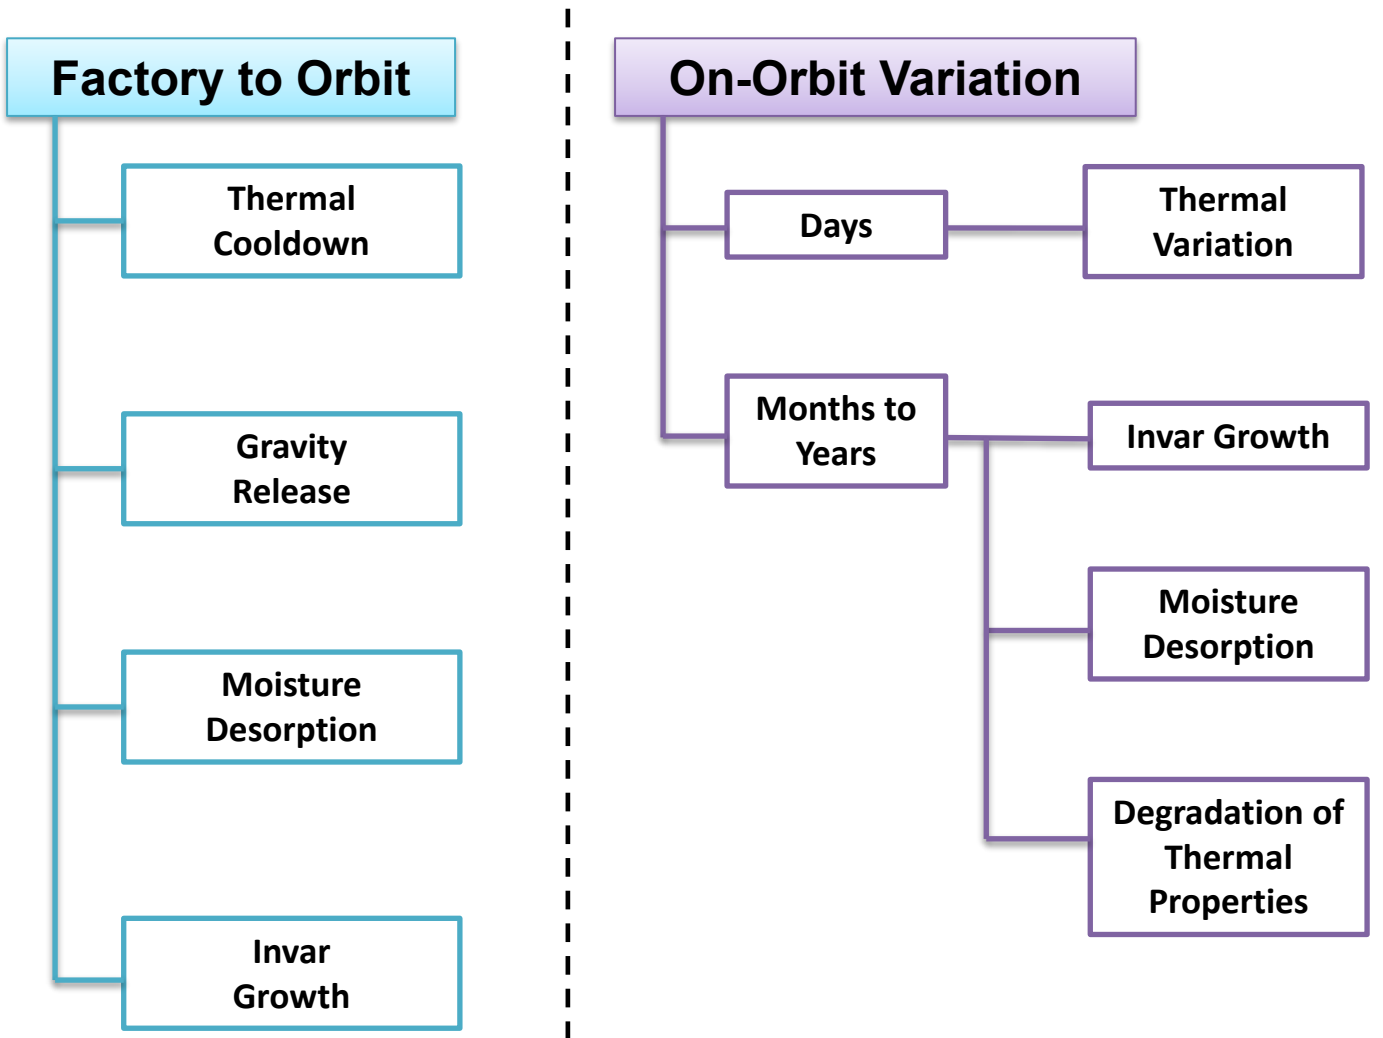 Factory to Orbit
Thermal
Cooldown
Gravity
Release
Moisture
Desorption
Invar
Growth
On-Orbit Variation
Days
Thermal
Variation
Months to
Years
Invar Growth
Moisture
Desorption
Degradation of
Thermal
Properties